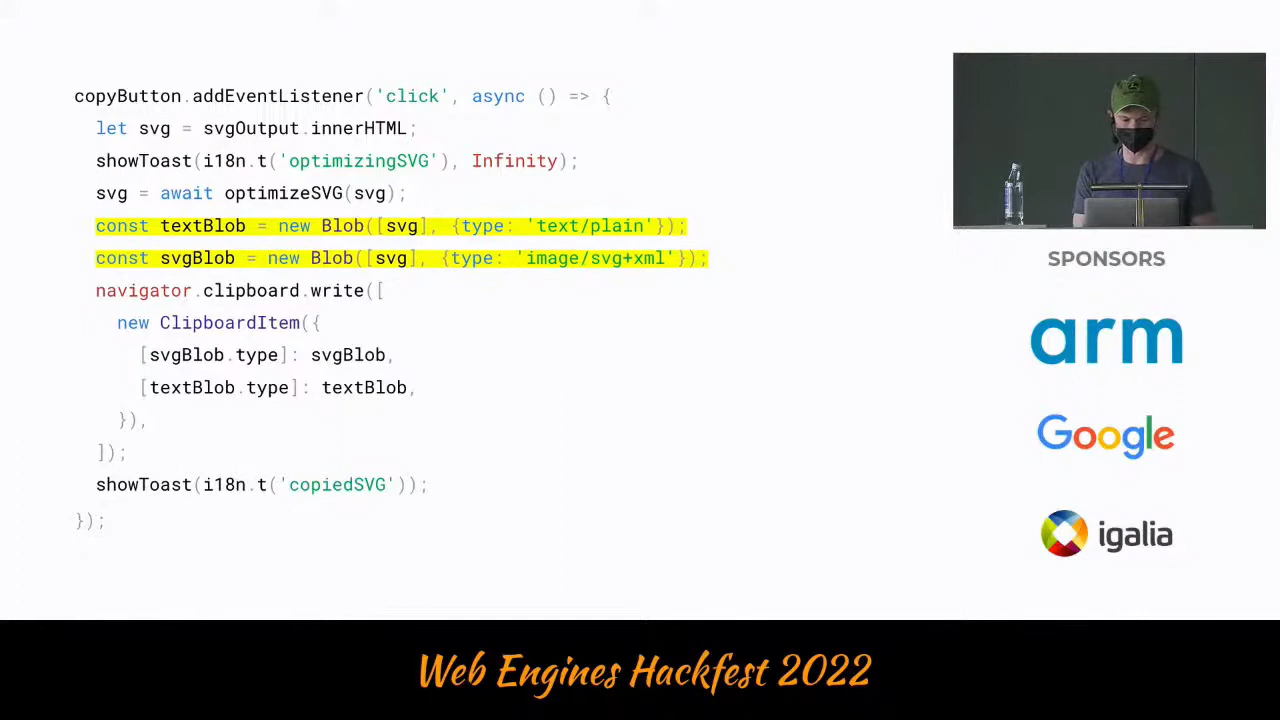 copyButton.addEventListener('click', async () => {
let svg = svgOutput.innerHTML;
showToast(i18n.t('optimizingSVG'), Infinity);
svg = await optimizeSVG(svg);
const textBlob = new Blob([svg], {type: 'text/plain'});
const svgBlob = new Blob([svg], {type: 'image/svg+xml'});
navigator.clipboard.write([
new ClipboardItem({
[svgBlob.type]: svgBlob,
[textBlob.type]: textBlob,
}),
]);
showToast(i18n.t('copiedSVG'));
});
SPONSORS
arm
Google
igalia
Web Engines Hackfest 2022